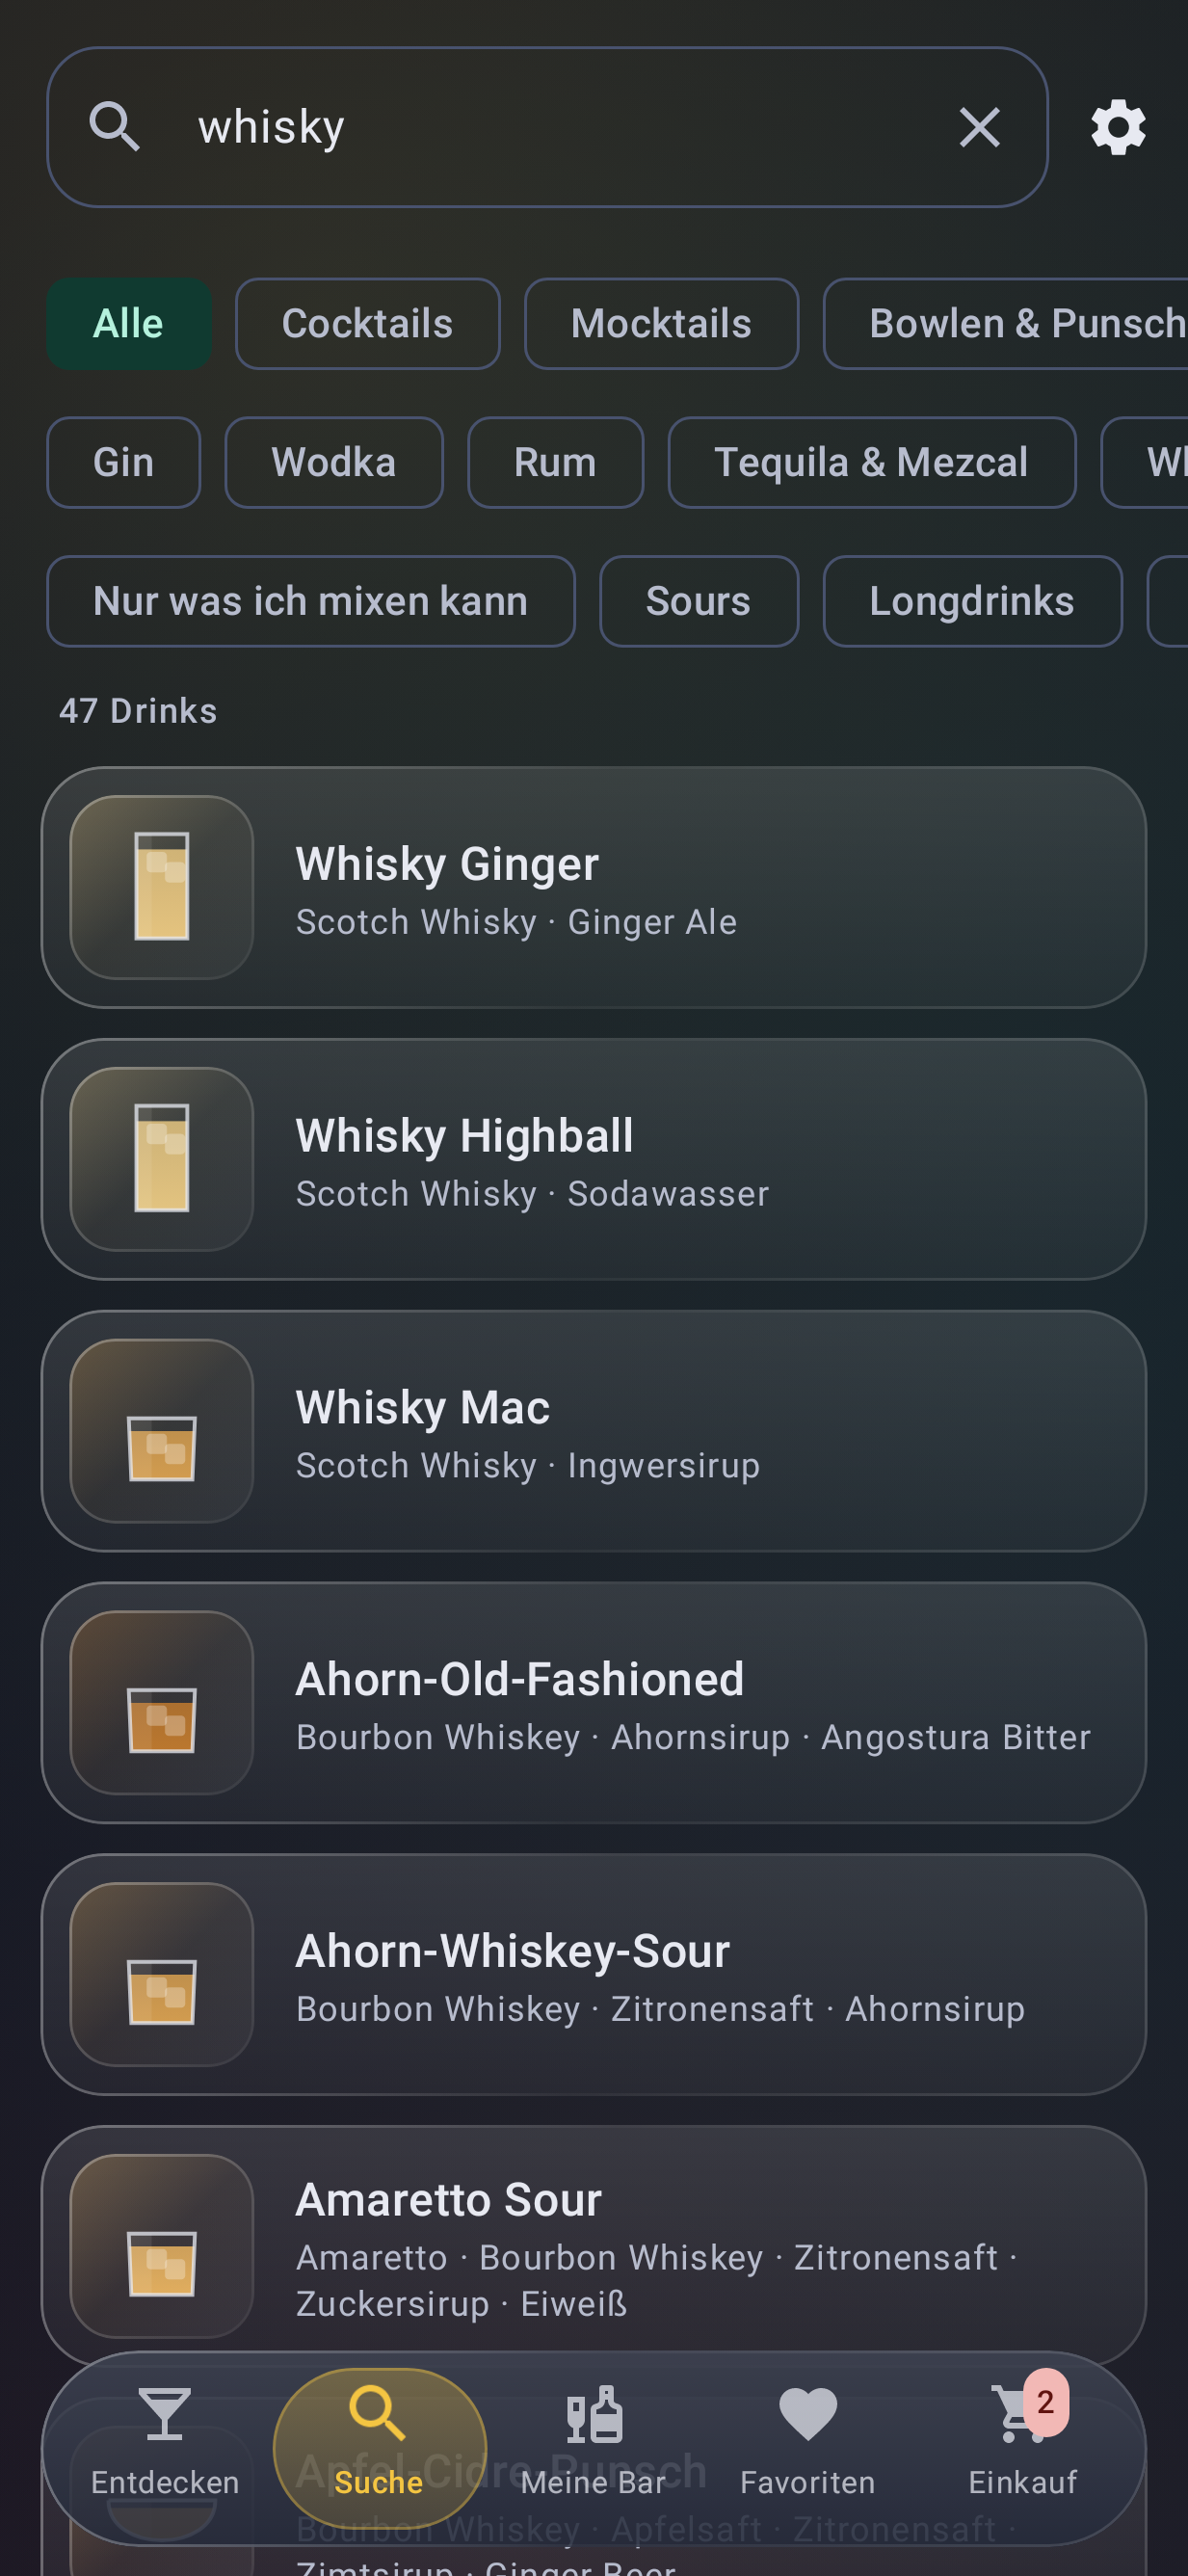 whisky
Alle
Cocktails
Mocktails
Bowlen & Punsch
Gin
Wodka
Rum
Tequila & Mezcal
Nur was ich mixen kann
Sours
Longdrinks
47 Drinks
Whisky Ginger
Scotch Whisky · Ginger Ale
Whisky Highball
Scotch Whisky · Sodawasser
Whisky Mac
Scotch Whisky · Ingwersirup
Ahorn-Old-Fashioned
Bourbon Whiskey · Ahornsirup · Angostura Bitter
Ahorn-Whiskey-Sour
Bourbon Whiskey · Zitronensaft · Ahornsirup
Amaretto Sour
Amaretto · Bourbon Whiskey · Zitronensaft ·
Zuckersirup · Eiweiß
2
Apfel-Cidre-Punsch
Entdecken
Suche
Meine Bar
Favoriten
Einkauf
Bourbon Whiskey · Apfelsaft · Zitronensaft ·
Zimtsirup · Ginger Beer